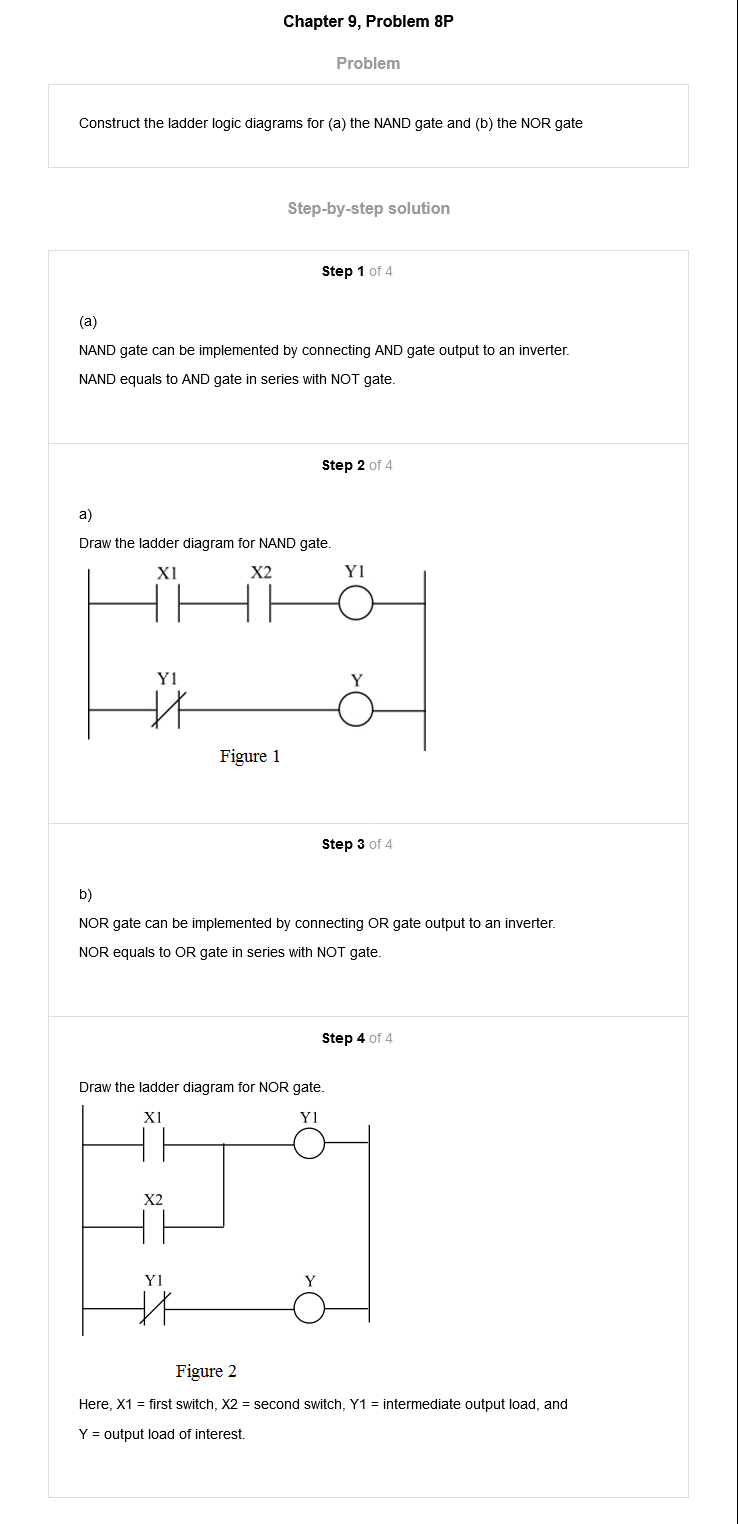 Chapter 9, Problem 8P
Problem
Construct the ladder logic diagrams for (a) the NAND gate and (b) the NOR gate
Step-by-step solution
Step 1 of 4
(a)
NAND gate can be implemented by connecting AND gate output to an inverter.
NAND equals to AND gate in series with NOT gate.
Step 2 of 4
a)
Draw the ladder diagram for NAND gate.
X1 X2 Y1
Y1 Y
Figure 1
Step 3 of 4
b)
NOR gate can be implemented by connecting OR gate output to an inverter.
NOR equals to OR gate in series with NOT gate.
Step 4 of 4
Draw the ladder diagram for NOR gate.
X1 Y1
X2
Y1 Y
Figure 2
Here, X1 = first switch, X2 = second switch, Y1 = intermediate output load, and
Y = output load of interest.